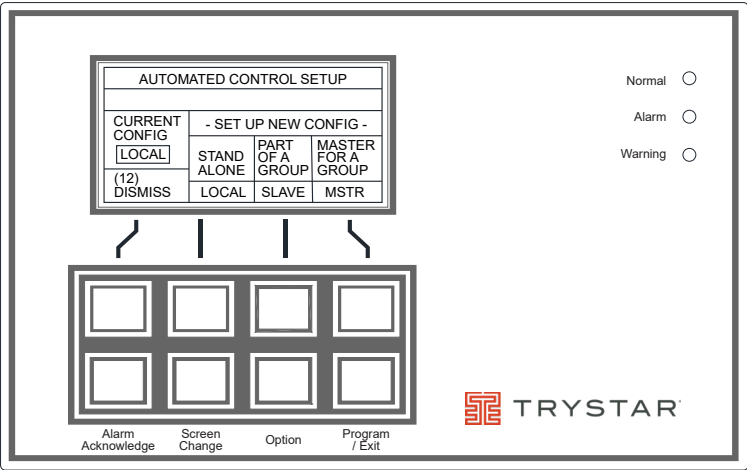 AUTOMATED CONTROL SETUP
CURRENT
CONFIG
LOCAL
(12)
DISMISS
- SET UP NEW CONFIG -
STAND
ALONE
LOCAL
PART
OF A
GROUP
SLAVE
MASTER
FOR A
GROUP
MSTR
Normal
Alarm
Warning
TRYSTAR
Alarm
Acknowledge
Screen
Change
Option
Program
/ Exit